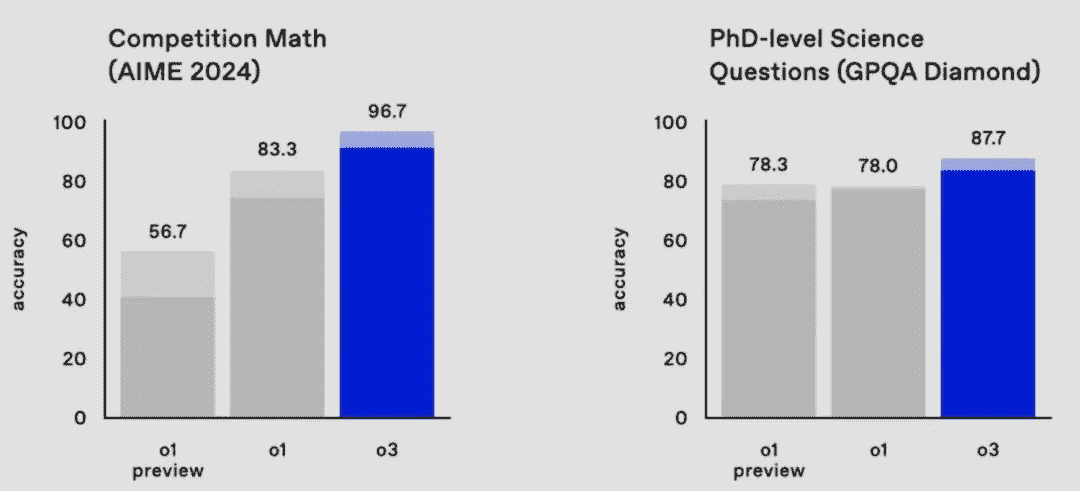 Competition Math
(AIME 2024)
accuracy
100
80
60
40
20
0
56.7
83.3
96.7
o1
preview
o1
o3
PhD-level Science
Questions (GPQA Diamond)
accuracy
100
80
60
40
20
0
78.3
78.0
87.7
o1
preview
o1
o3